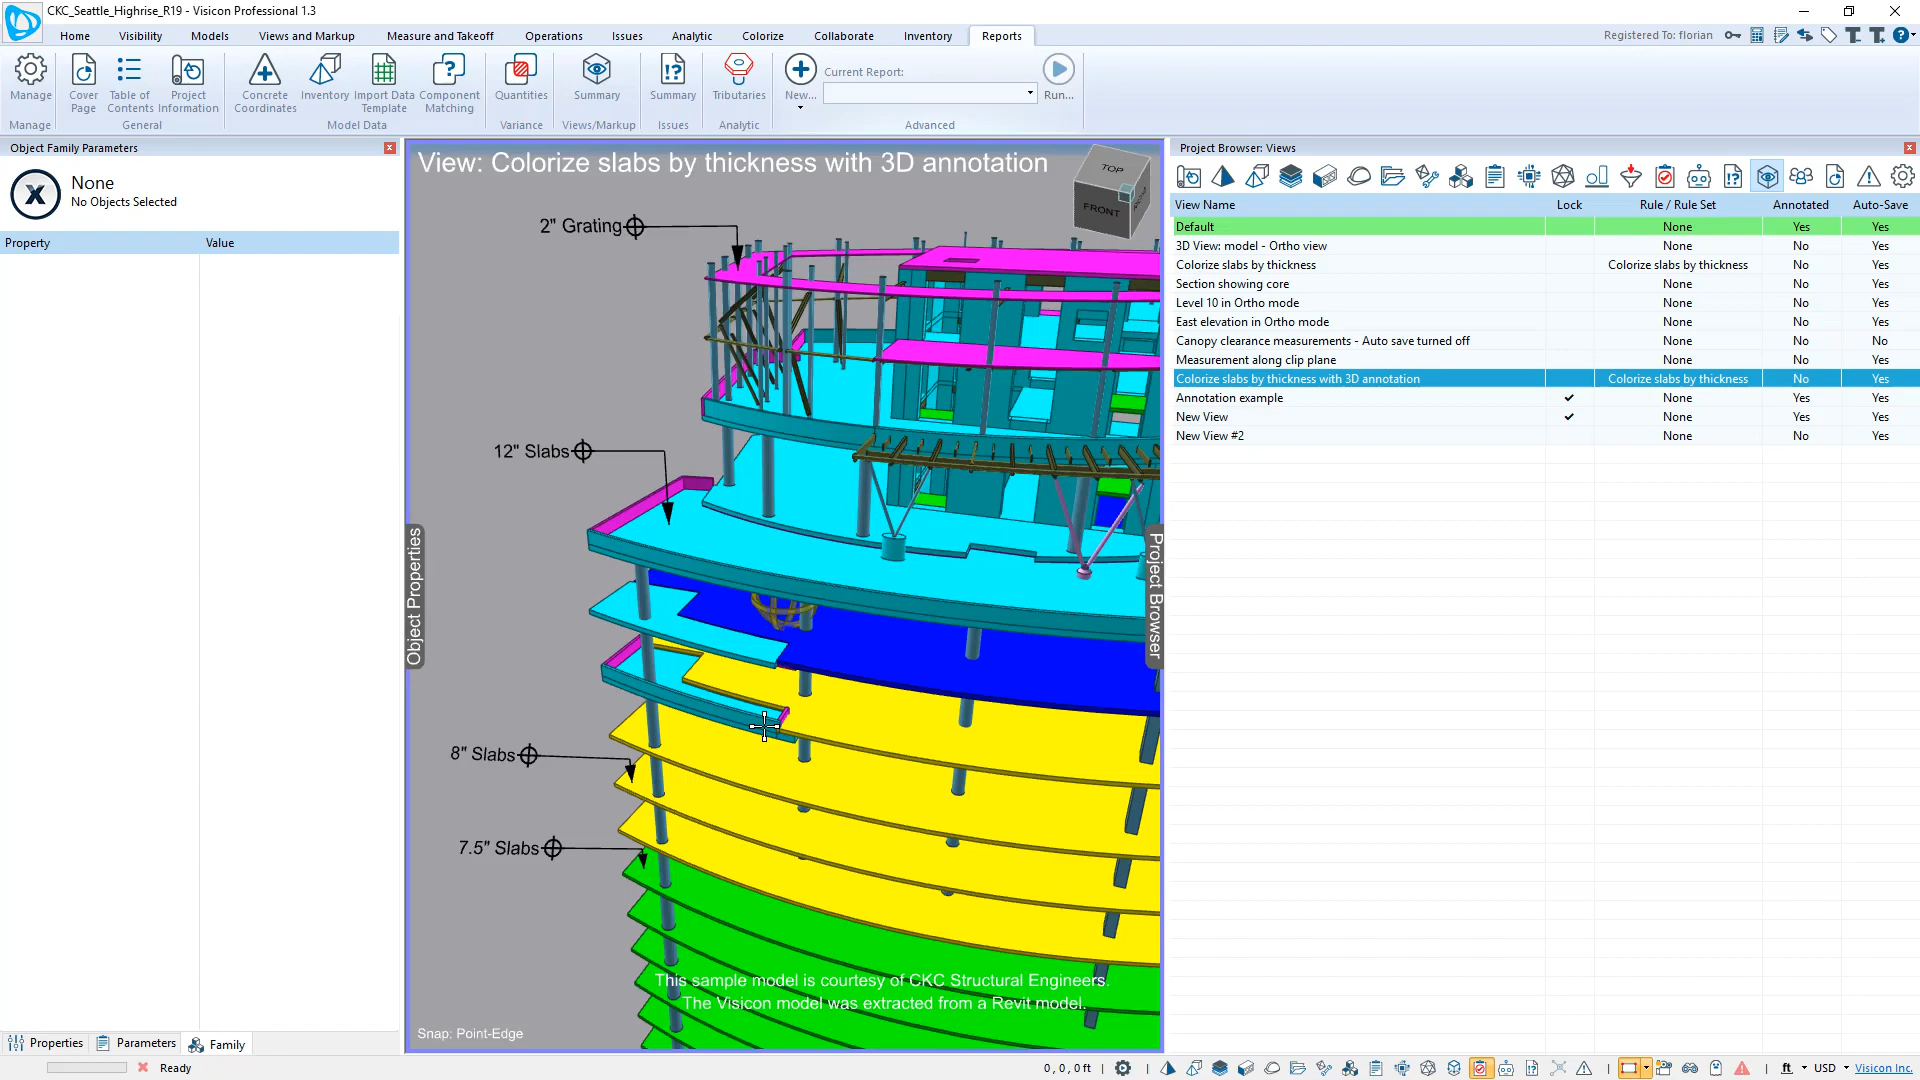 CKC_Seattle_Highrise_R19 - Visicon Professional 1.3
Home
Visibility
Models
Views and Markup
Measure and Takeoff
Operations
Issues
Analytic
Colorize
Collaborate
Inventory
Reports
Registered To: florian
Manage
Cover Page
Table of Contents
Project Information
Concrete Coordinates
Inventory
Import Data Template
Component Matching
Quantities
Summary
Summary
Tributaries
New...
Current Report:
Run...
Manage
General
Model Data
Variance
Views/Markup
Issues
Analytic
Advanced
Object Family Parameters
None
No Objects Selected
Property
Value
View: Colorize slabs by thickness with 3D annotation
TOP
FRONT
2" Grating
12" Slabs
8" Slabs
7.5" Slabs
Object Properties
Project Browser
This sample model is courtesy of CKC Structural Engineers.
The Visicon model was extracted from a Revit model.
Snap: Point-Edge
Project Browser: Views
View Name Lock Rule / Rule Set Annotated Auto-Save
Default None Yes Yes
3D View: model - Ortho view None No Yes
Colorize slabs by thickness Colorize slabs by thickness No Yes
Section showing core None No Yes
Level 10 in Ortho mode None No Yes
East elevation in Ortho mode None No Yes
Canopy clearance measurements - Auto save turned off None No No
Measurement along clip plane None No Yes
Colorize slabs by thickness with 3D annotation Colorize slabs by thickness No Yes
Annotation example None Yes Yes
New View None Yes Yes
New View #2 None No Yes
Properties
Parameters
Family
Ready
0, 0, 0 ft
ft
USD
Visicon Inc.